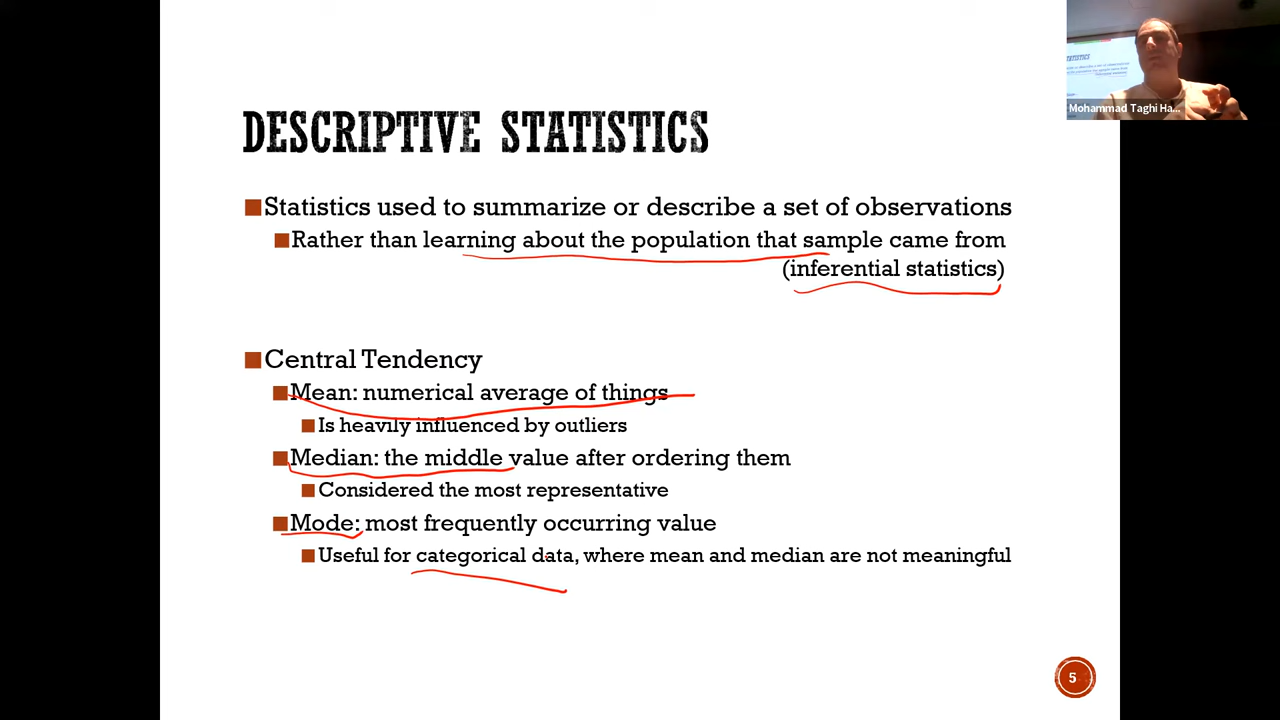 Mohammad Taghi Ha...
DESCRIPTIVE STATISTICS
Statistics used to summarize or describe a set of observations
Rather than learning about the population that sample came from
(inferential statistics)
Central Tendency
Mean: numerical average of things
Is heavily influenced by outliers
Median: the middle value after ordering them
Considered the most representative
Mode: most frequently occurring value
Useful for categorical data, where mean and median are not meaningful
5